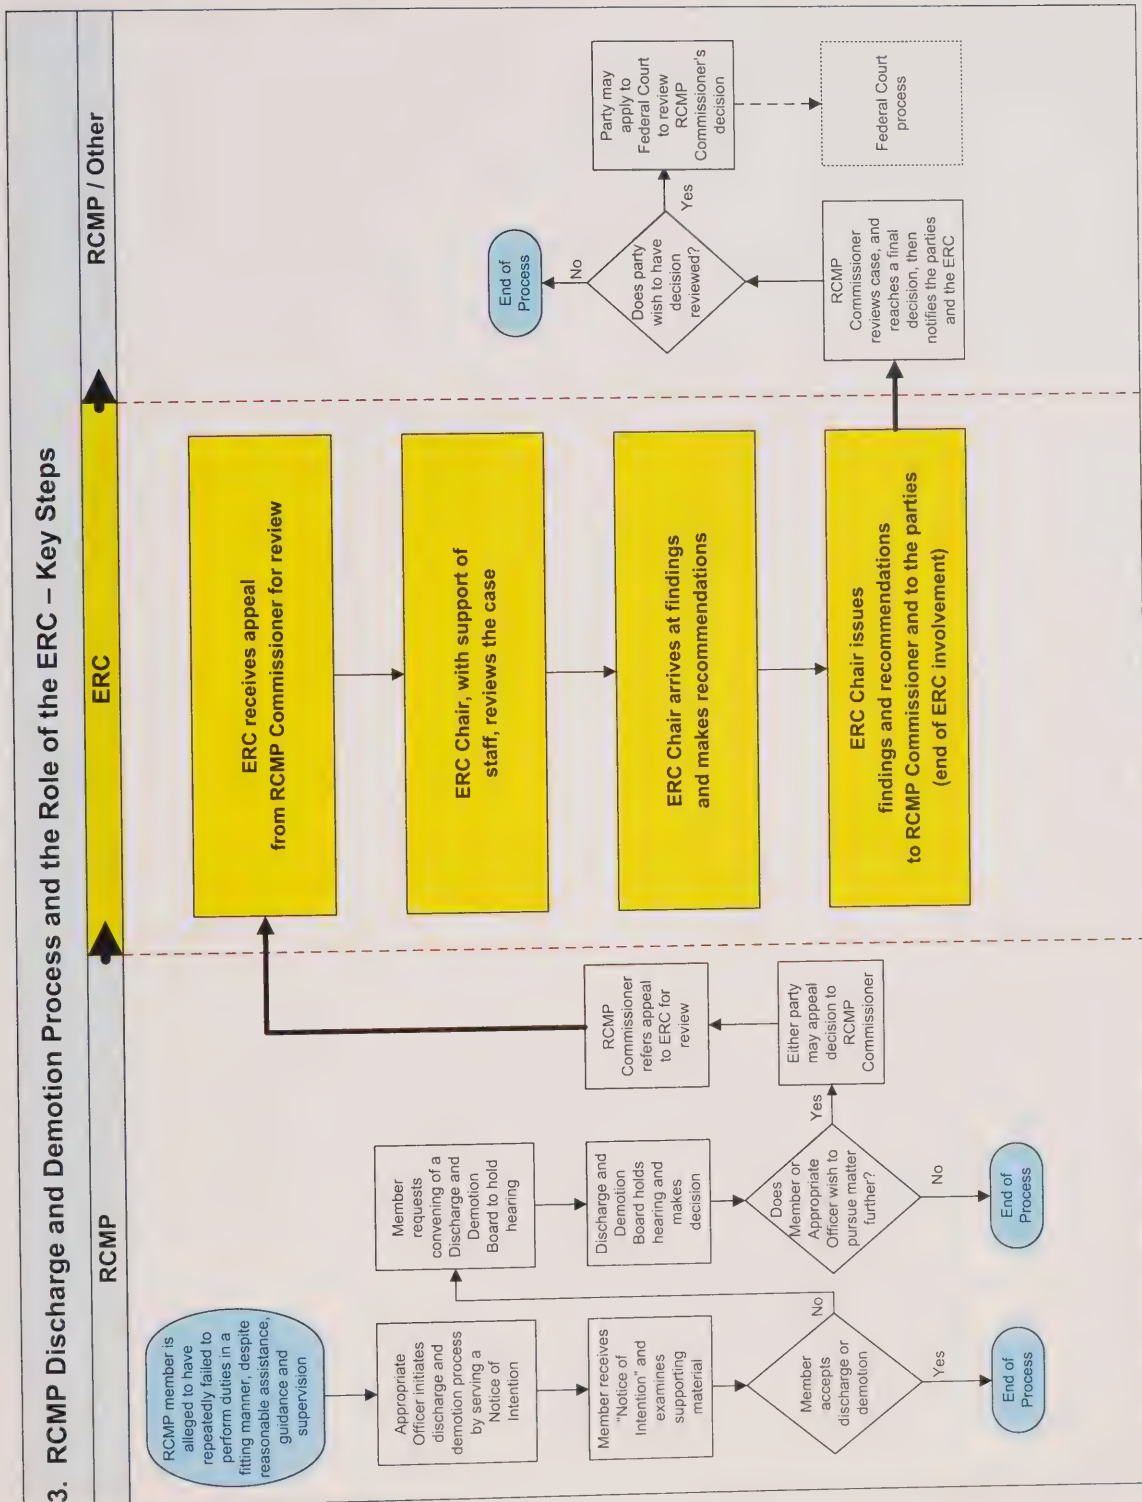 3. RCMP Discharge and Demotion Process and the Role of the ERC – Key Steps
RCMP
ERC
RCMP / Other
RCMP member is
alleged to have
repeatedly failed to
perform duties in a
fitting manner, despite
reasonable assistance,
guidance and
supervision
Appropriate
Officer initiates
discharge and
demotion process
by serving a
Notice of
Intention
Member receives
"Notice of
Intention" and
examines
supporting
material
Member
accepts
discharge or
demotion
No
Yes
End of
Process
Member
requests
convening of a
Discharge and
Demotion
Board to hold
hearing
Discharge and
Demotion
Board holds
hearing and
makes
decision
Does
Member or
Appropriate
Officer wish to
pursue matter
further?
Yes
No
End of
Process
Either party
may appeal
decision to
RCMP
Commissioner
RCMP
Commissioner
refers appeal
to ERC for
review
ERC receives appeal
from RCMP Commissioner for review
ERC Chair, with support of
staff, reviews the case
ERC Chair arrives at findings
and makes recommendations
ERC Chair issues
findings and recommendations
to RCMP Commissioner and to the parties
(end of ERC involvement)
RCMP
Commissioner
reviews case, and
reaches a final
decision, then
notifies the parties
and the ERC
Does party
wish to have
decision
reviewed?
No
End of
Process
Yes
Party may
apply to
Federal Court
to review
RCMP
Commissioner's
decision
Federal Court
process